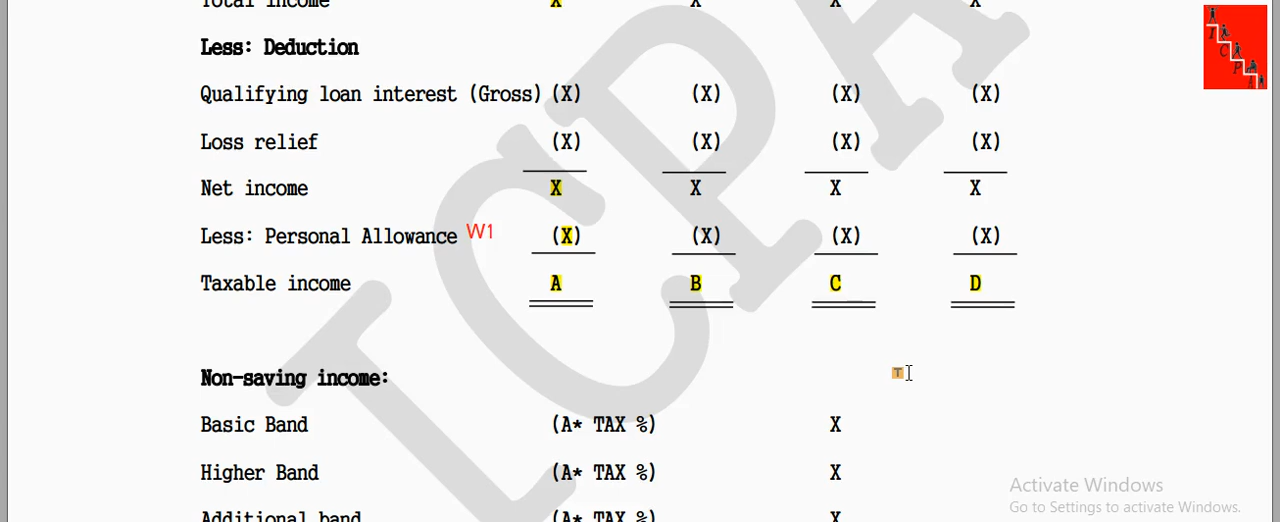 Total income X X X X
Less: Deduction
Qualifying loan interest (Gross) (X) (X) (X) (X)
Loss relief (X) (X) (X) (X)
Net income X X X X
Less: Personal Allowance W1 (X) (X) (X) (X)
Taxable income A B C D
Non-saving income:
T
Basic Band (A* TAX %) X
Higher Band (A* TAX %) X
Additional band (A* TAX %) X
TCPA
T
C
P
A
Activate Windows
Go to Settings to activate Windows.